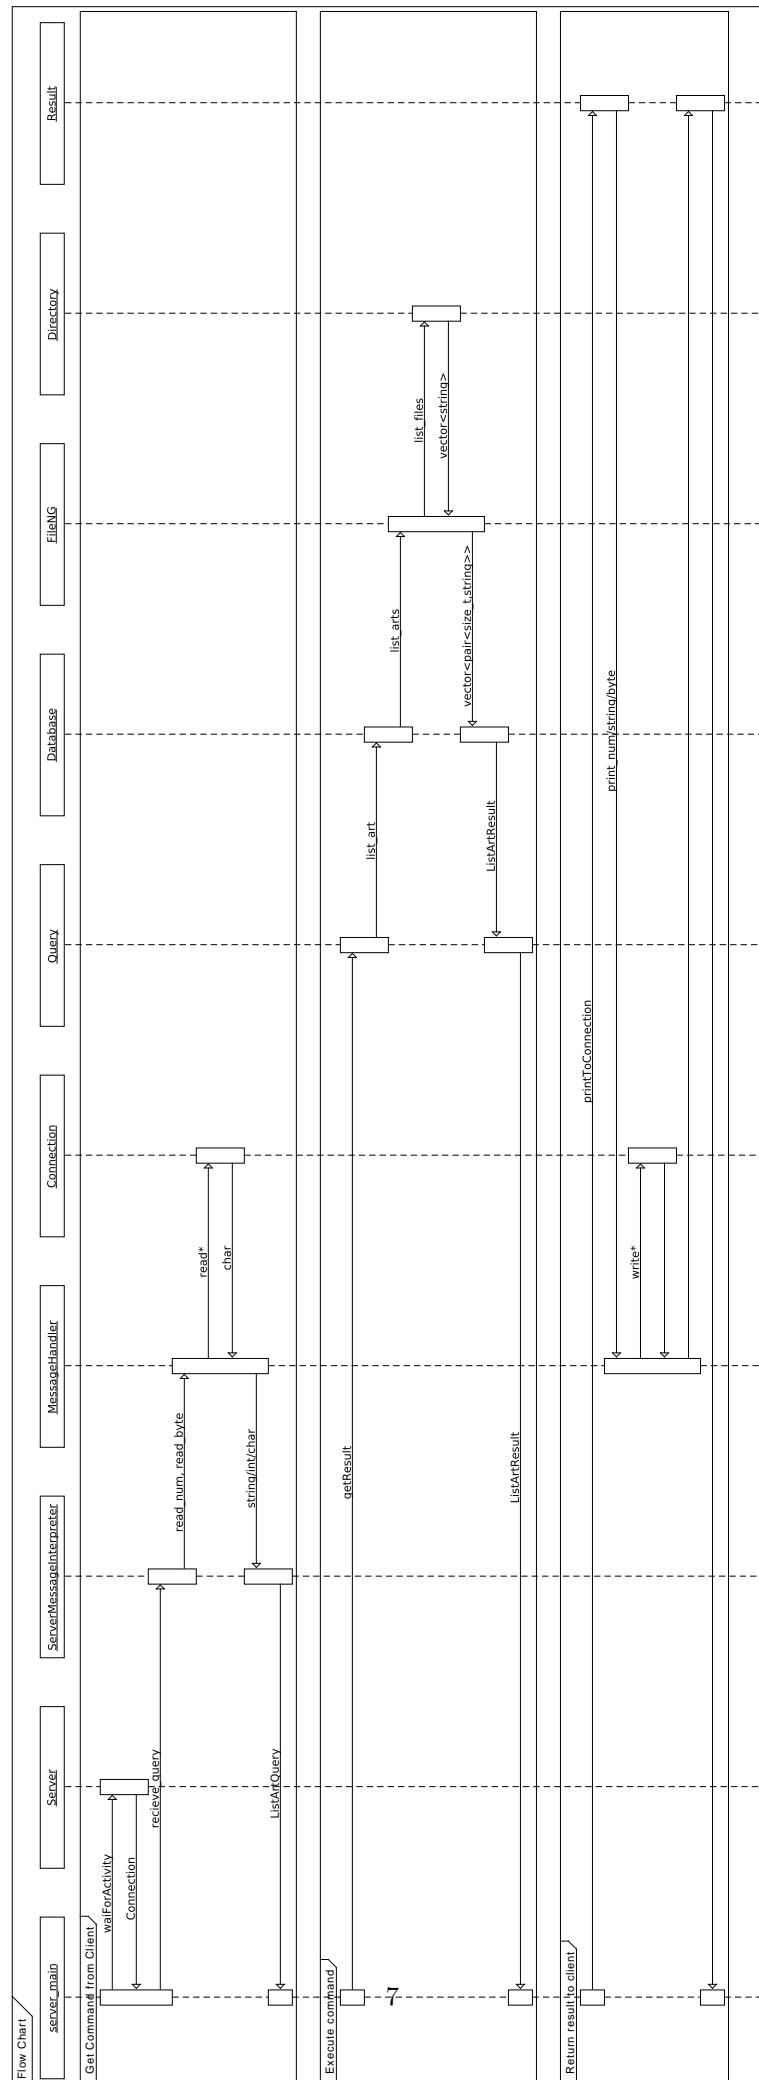 Flow Chart
server_main
Server
ServerMessageInterpreter
MessageHandler
Connection
Query
Database
FileNG
Directory
Result
Get Command from Client
waiForActivity
Connection
recieve_query
read_num, read_byte
read*
char
string/int/char
ListArtQuery
Execute command
getResult
list_art
list_arts
list_files
vector<string>
vector<pair<size_t,string>>
ListArtResult
ListArtResult
Return result to client
printToConnection
print_num/string/byte
write*
7